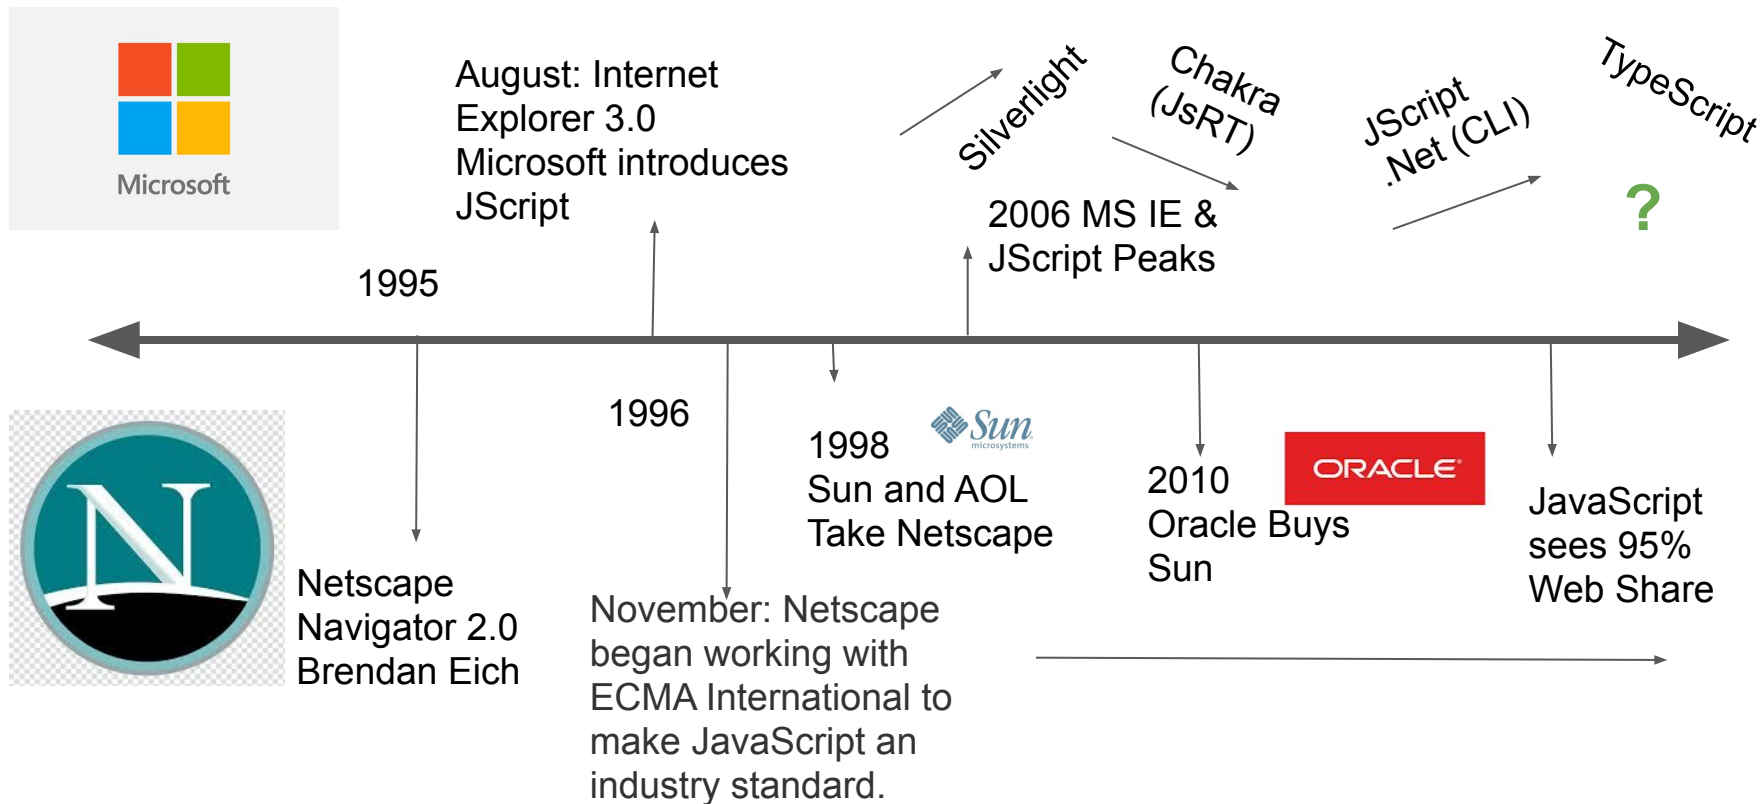 Microsoft
August: Internet
Explorer 3.0
Microsoft introduces
JScript
Silverlight
Chakra
(JsRT)
JScript
.Net (CLI)
TypeScript
?
2006 MS IE &
JScript Peaks
1995
1996
N
Netscape
Navigator 2.0
Brendan Eich
November: Netscape
began working with
ECMA International to
make JavaScript an
industry standard.
1998
Sun and AOL
Take Netscape
Sun
microsystems
2010
Oracle Buys
Sun
ORACLE®
JavaScript
sees 95%
Web Share